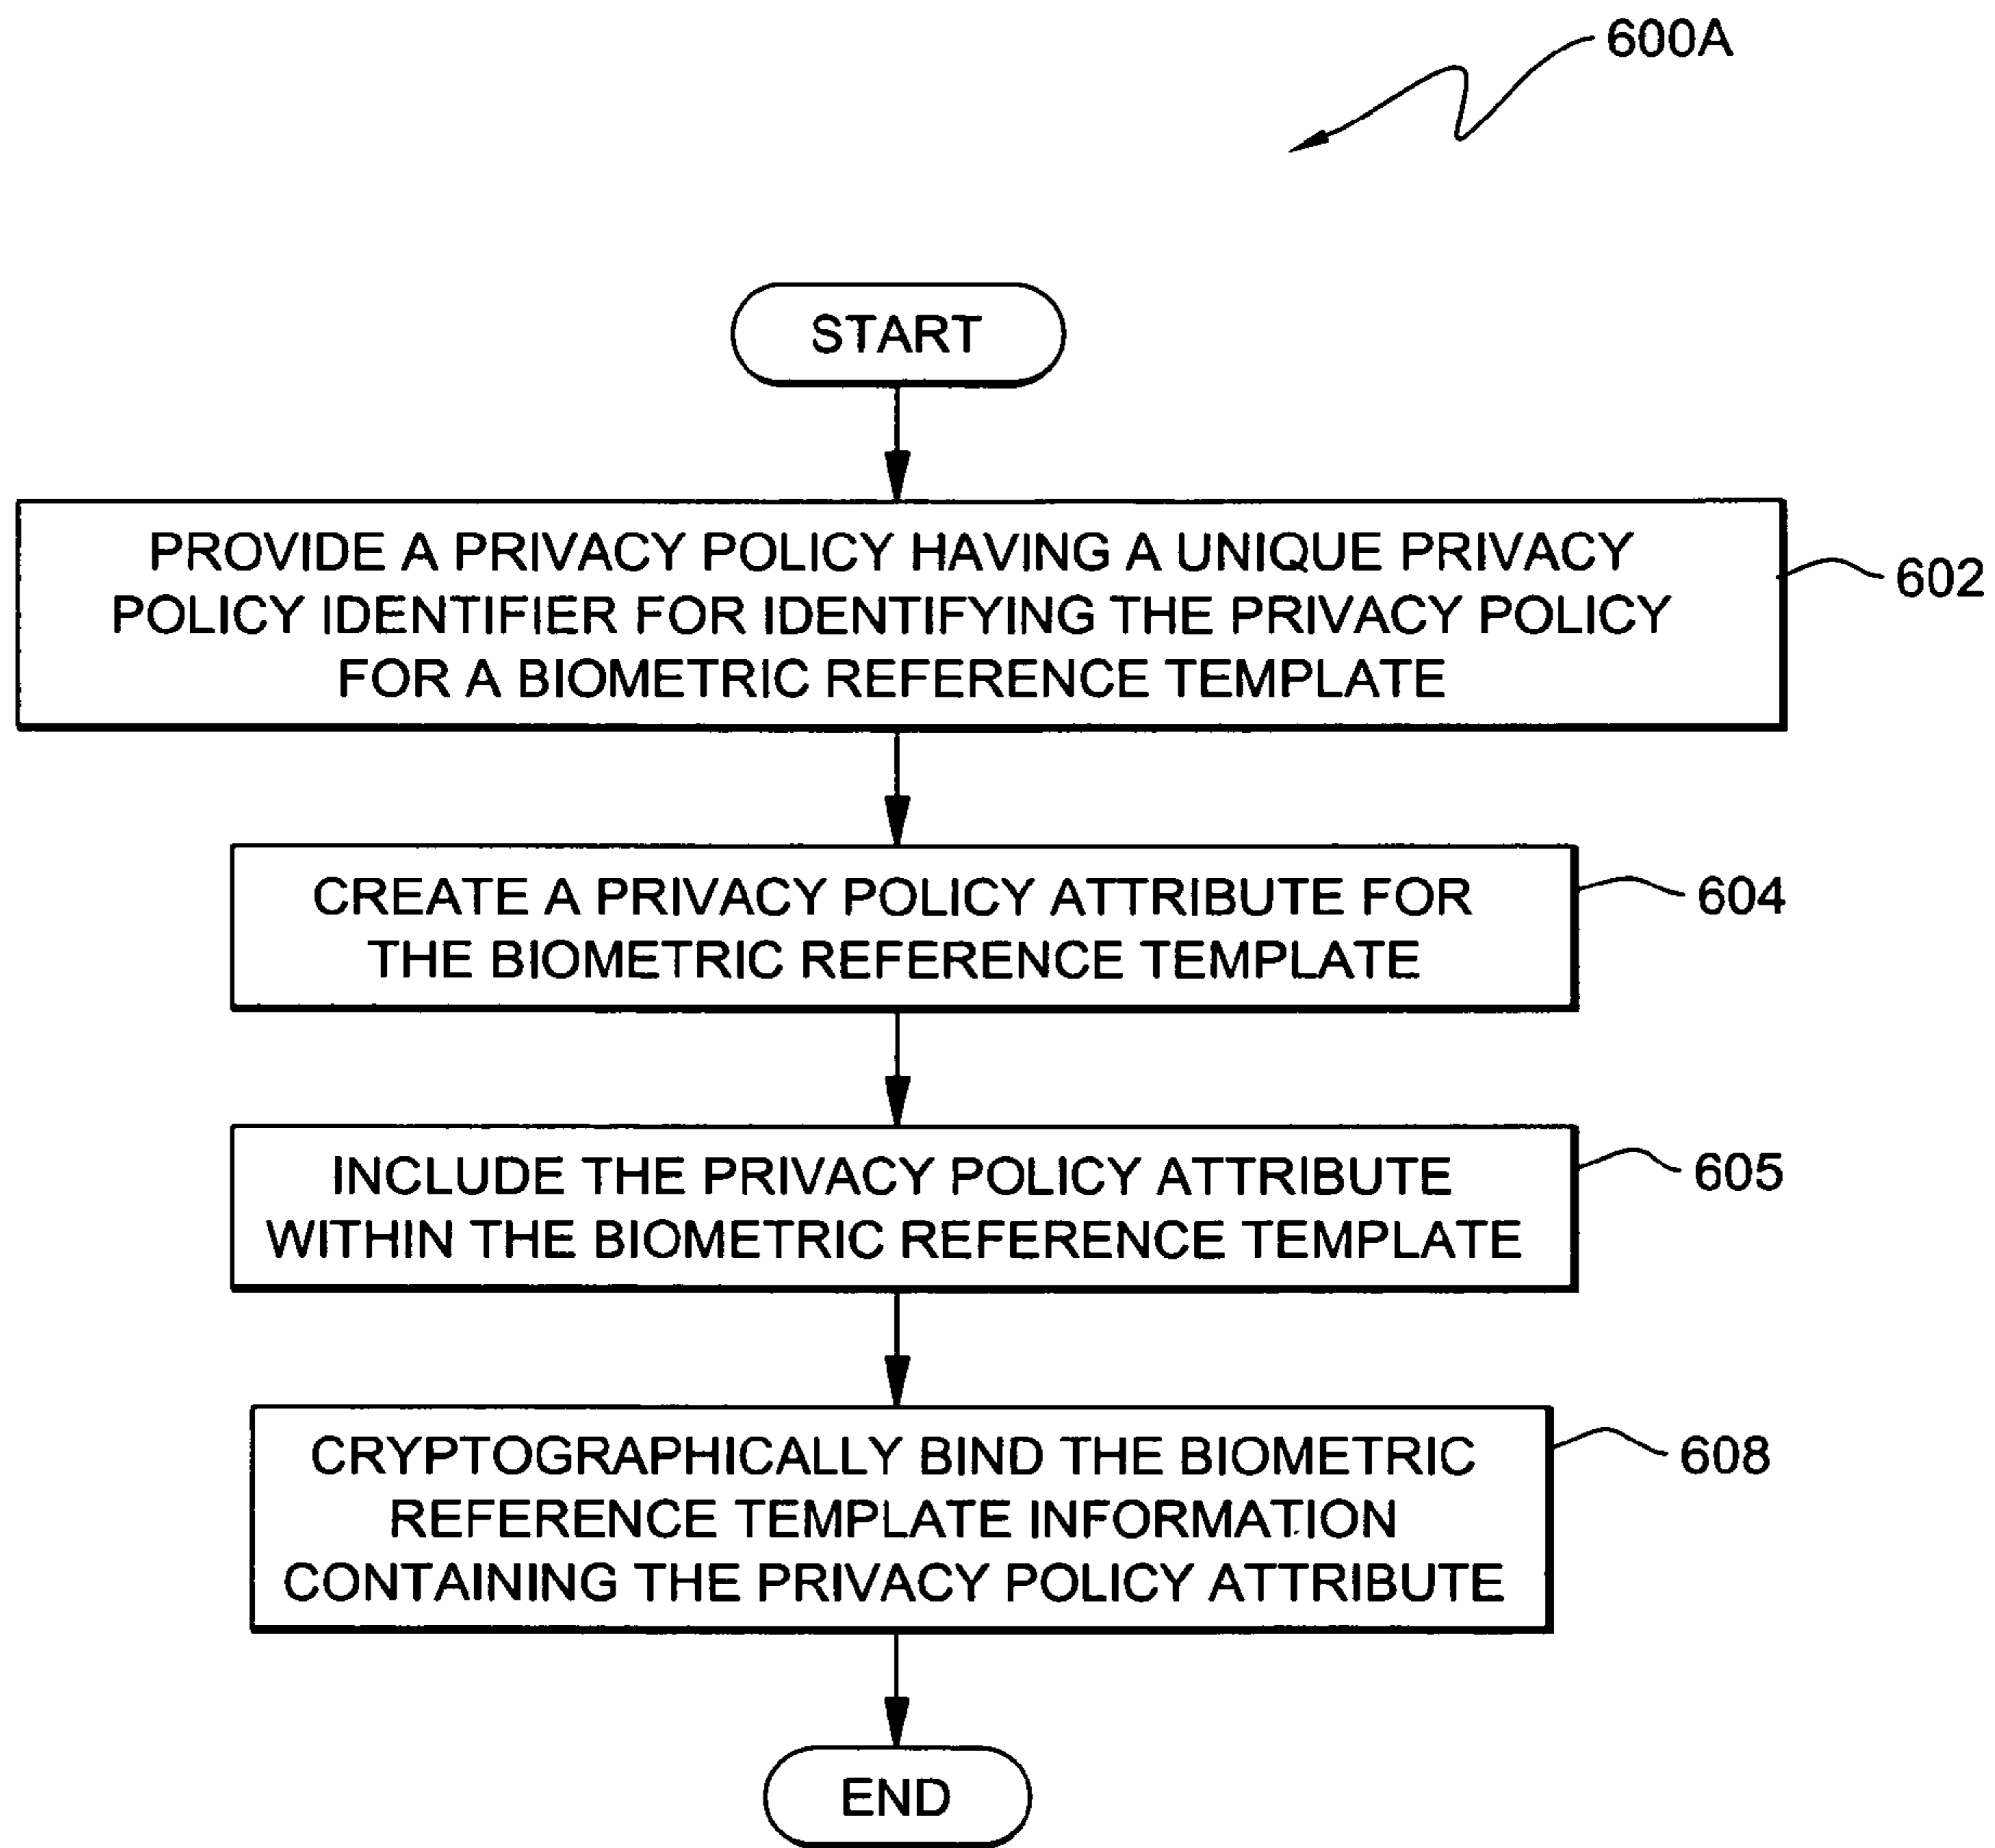 600A
START
PROVIDE A PRIVACY POLICY HAVING A UNIQUE PRIVACY
POLICY IDENTIFIER FOR IDENTIFYING THE PRIVACY POLICY
FOR A BIOMETRIC REFERENCE TEMPLATE
602
CREATE A PRIVACY POLICY ATTRIBUTE FOR
THE BIOMETRIC REFERENCE TEMPLATE
604
INCLUDE THE PRIVACY POLICY ATTRIBUTE
WITHIN THE BIOMETRIC REFERENCE TEMPLATE
605
CRYPTOGRAPHICALLY BIND THE BIOMETRIC
REFERENCE TEMPLATE INFORMATION
CONTAINING THE PRIVACY POLICY ATTRIBUTE
608
END